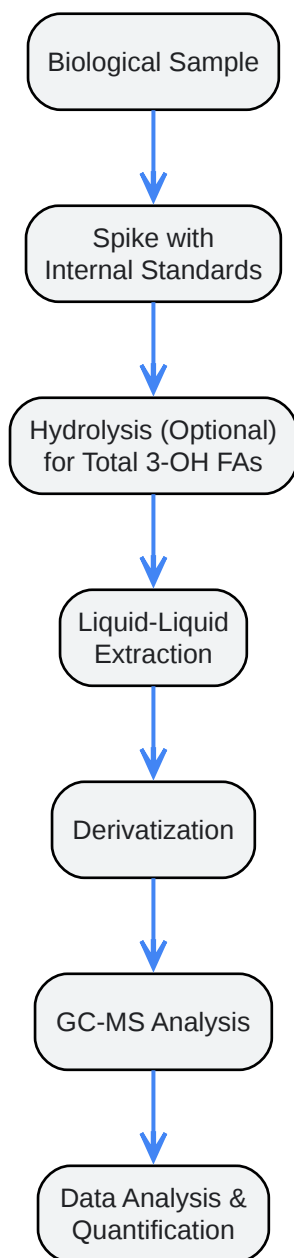 Biological Sample
Spike with
Internal Standards
Hydrolysis (Optional)
for Total 3-OH FAs
Liquid-Liquid
Extraction
Derivatization
GC-MS Analysis
Data Analysis &
Quantification